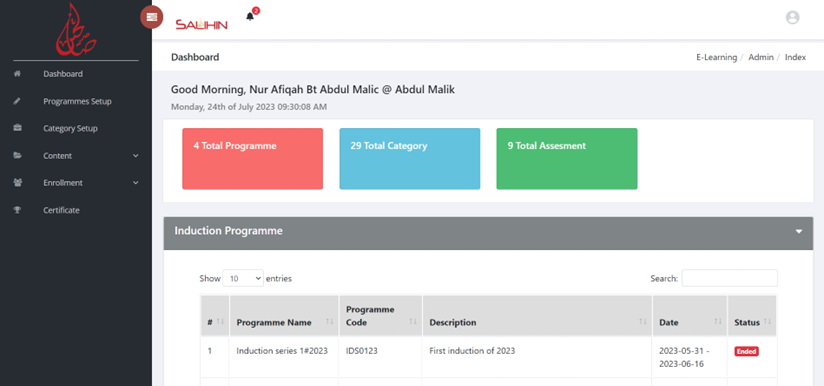 SALIHIN
2
Dashboard
Programmes Setup
Category Setup
Content
Enrollment
Certificate
Dashboard
E-Learning / Admin / Index
Good Morning, Nur Afiqah Bt Abdul Malic @ Abdul Malik
Monday, 24th of July 2023 09:30:08 AM
4 Total Programme
29 Total Category
9 Total Assesment
Induction Programme
Show 10 entries
Search:
# Programme Name Programme Code Description Date Status
1 Induction series 1#2023 IDS0123 First induction of 2023 2023-05-31 - 2023-06-16 Ended